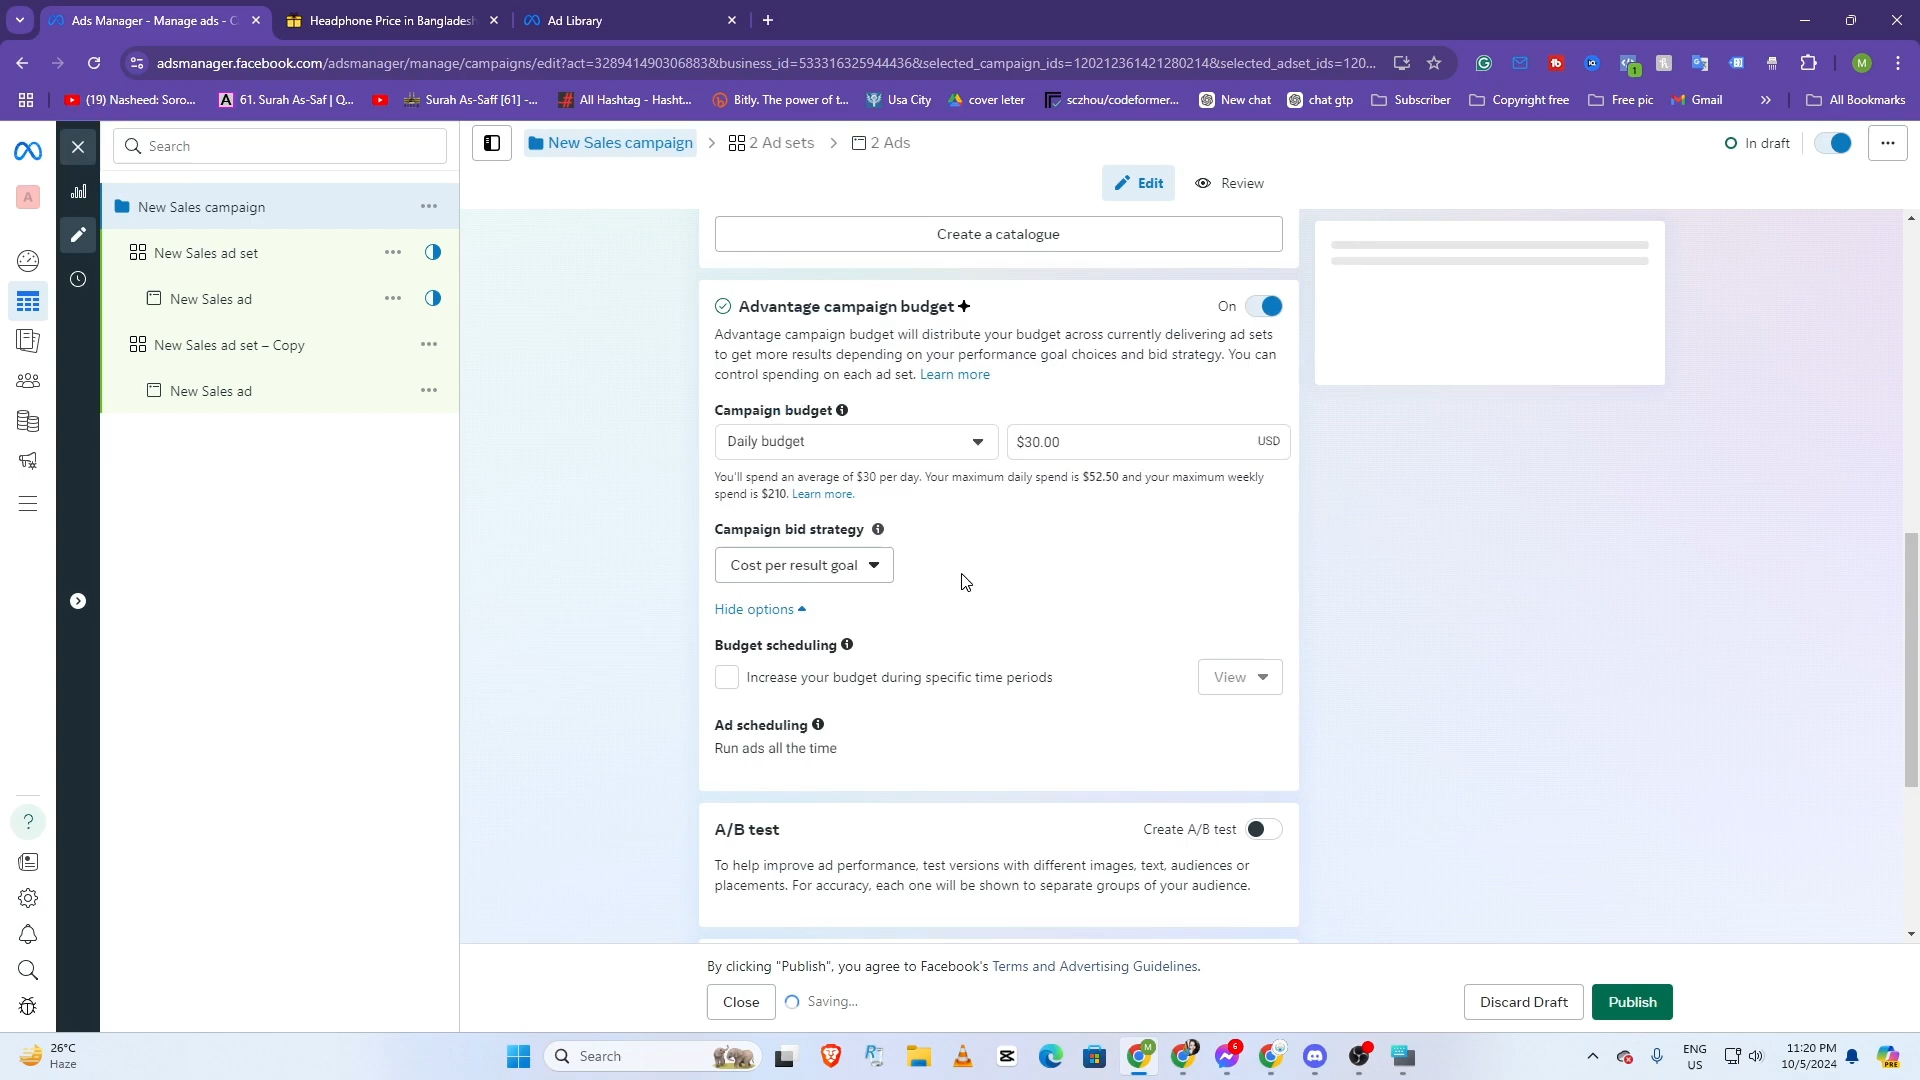 Ads Manager - Manage ads - C
Headphone Price in Bangladesh
Ad Library
adsmanager.facebook.com/adsmanager/manage/campaigns/edit?act=328941490306883&business_id=533316325944436&selected_campaign_ids=120212361421280214&selected_adset_ids=120...
(19) Nasheed: Soro...
61. Surah As-Saf | Q...
Surah As-Saff [61] -...
All Hashtag - Hasht...
Bitly. The power of t...
Usa City
cover leter
sczhou/codeformer...
New chat
chat gtp
Subscriber
Copyright free
Free pic
Gmail
All Bookmarks
Search
New Sales campaign
2 Ad sets
2 Ads
In draft
Edit
Review
A
New Sales campaign
New Sales ad set
New Sales ad
New Sales ad set – Copy
New Sales ad
Create a catalogue
Advantage campaign budget
On
Advantage campaign budget will distribute your budget across currently delivering ad sets
to get more results depending on your performance goal choices and bid strategy. You can
control spending on each ad set. Learn more
Campaign budget
Daily budget
$30.00
USD
You'll spend an average of $30 per day. Your maximum daily spend is $52.50 and your maximum weekly
spend is $210. Learn more.
Campaign bid strategy
Cost per result goal
Hide options
Budget scheduling
Increase your budget during specific time periods
View
Ad scheduling
Run ads all the time
A/B test
Create A/B test
To help improve ad performance, test versions with different images, text, audiences or
placements. For accuracy, each one will be shown to separate groups of your audience.
By clicking "Publish", you agree to Facebook's Terms and Advertising Guidelines.
Close
Saving...
Discard Draft
Publish
26°C
Haze
Search
ENG
US
11:20 PM
10/5/2024